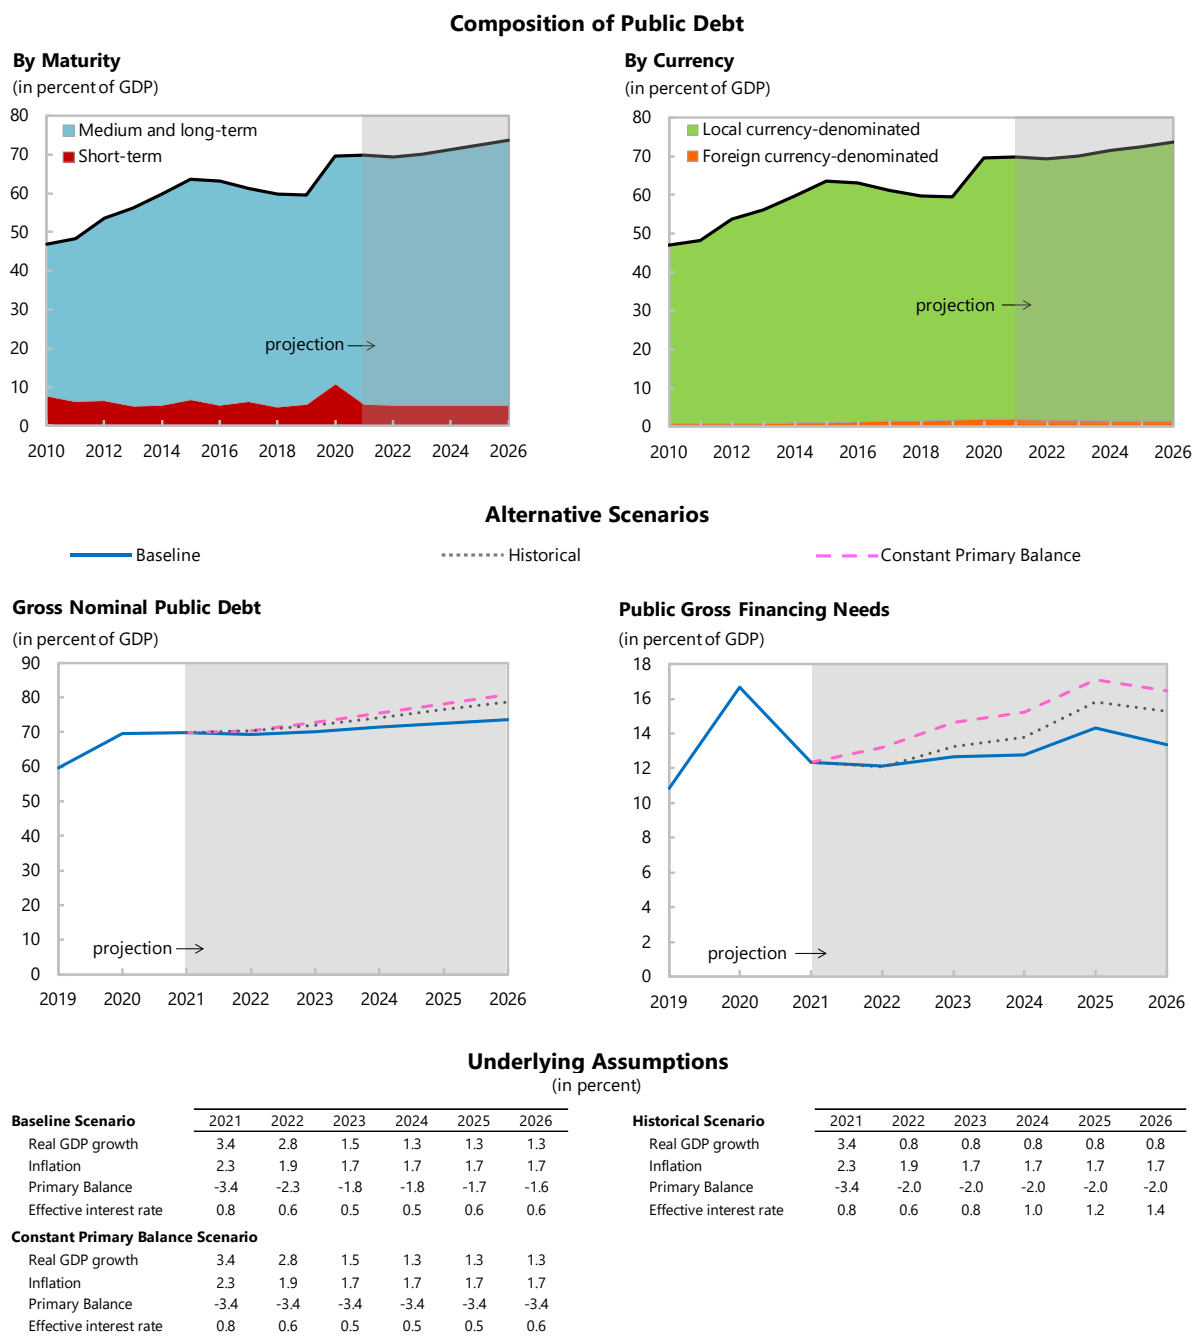 Composition of Public Debt
By Maturity
(in percent of GDP)
80
70
60
50
40
30
20
10
0
Medium and long-term
Short-term
projection
2010 2012 2014 2016 2018 2020 2022 2024 2026
By Currency
(in percent of GDP)
80
70
60
50
40
30
20
10
0
Local currency-denominated
Foreign currency-denominated
projection
2010 2012 2014 2016 2018 2020 2022 2024 2026
Alternative Scenarios
Baseline Historical Constant Primary Balance
Gross Nominal Public Debt
(in percent of GDP)
90
80
70
60
50
40
30
20
10
0
projection
2019 2020 2021 2022 2023 2024 2025 2026
Public Gross Financing Needs
(in percent of GDP)
18
16
14
12
10
8
6
4
2
0
projection
2019 2020 2021 2022 2023 2024 2025 2026
Underlying Assumptions
(in percent)
Baseline Scenario 2021 2022 2023 2024 2025 2026
Real GDP growth 3.4 2.8 1.5 1.3 1.3 1.3
Inflation 2.3 1.9 1.7 1.7 1.7 1.7
Primary Balance -3.4 -2.3 -1.8 -1.8 -1.7 -1.6
Effective interest rate 0.8 0.6 0.5 0.5 0.6 0.6
Constant Primary Balance Scenario
Real GDP growth 3.4 2.8 1.5 1.3 1.3 1.3
Inflation 2.3 1.9 1.7 1.7 1.7 1.7
Primary Balance -3.4 -3.4 -3.4 -3.4 -3.4 -3.4
Effective interest rate 0.8 0.6 0.5 0.5 0.5 0.6
Historical Scenario 2021 2022 2023 2024 2025 2026
Real GDP growth 3.4 0.8 0.8 0.8 0.8 0.8
Inflation 2.3 1.9 1.7 1.7 1.7 1.7
Primary Balance -3.4 -2.0 -2.0 -2.0 -2.0 -2.0
Effective interest rate 0.8 0.6 0.8 1.0 1.2 1.4